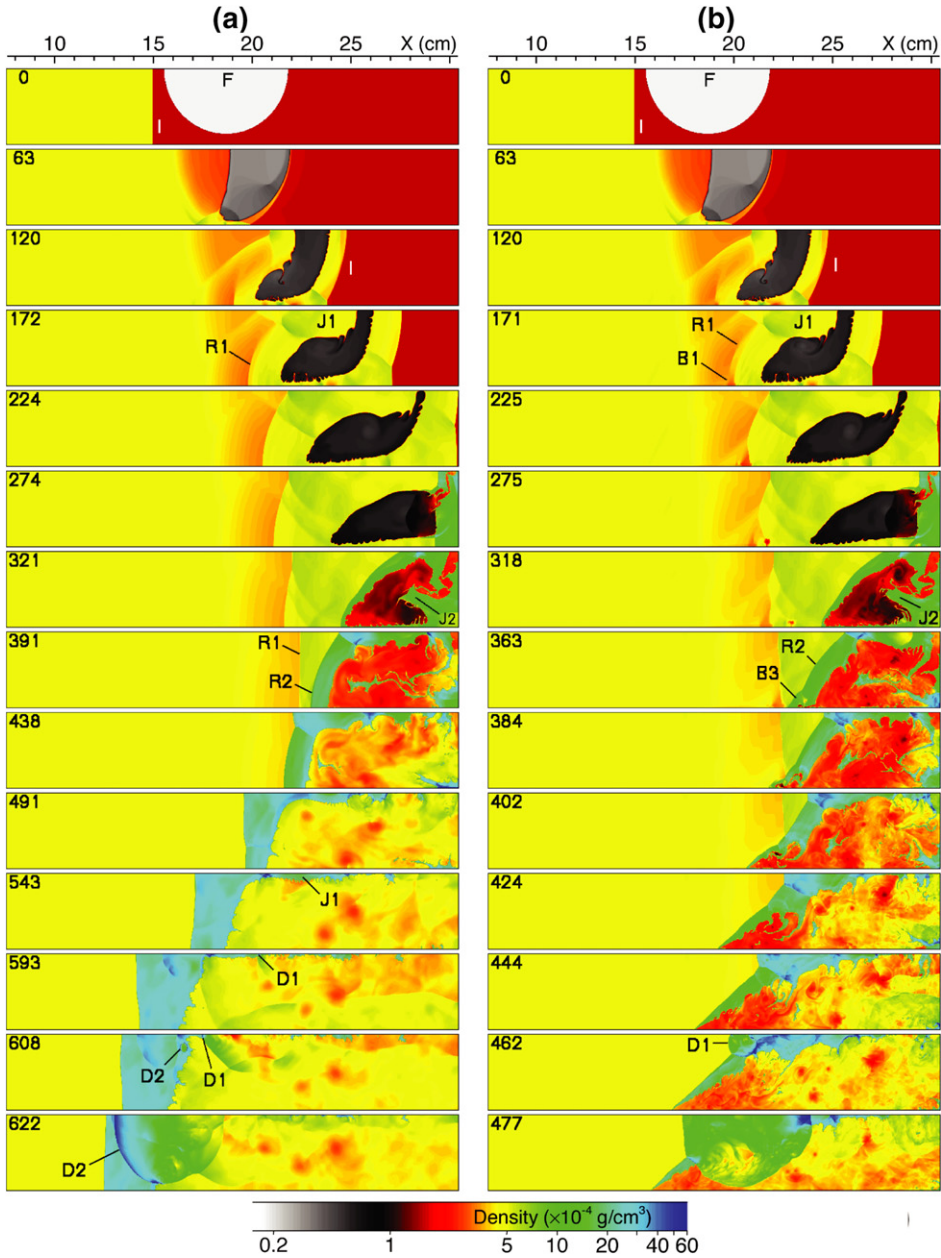 (a) (b)
10 15 20 25 X (cm) 10 15 20 25 X (cm)
0 F 0 F
63 63
120 120
172 J1 R1 171 R1 J1 B1
224 225
274 275
321 J2 318 J2
391 R1 R2 363 R2 B3
438 384
491 402
543 J1 424
593 D1 444
608 D2 D1 462 D1
622 D2 477
Density (×10⁻⁴ g/cm³)
0.2 1 5 10 20 40 60